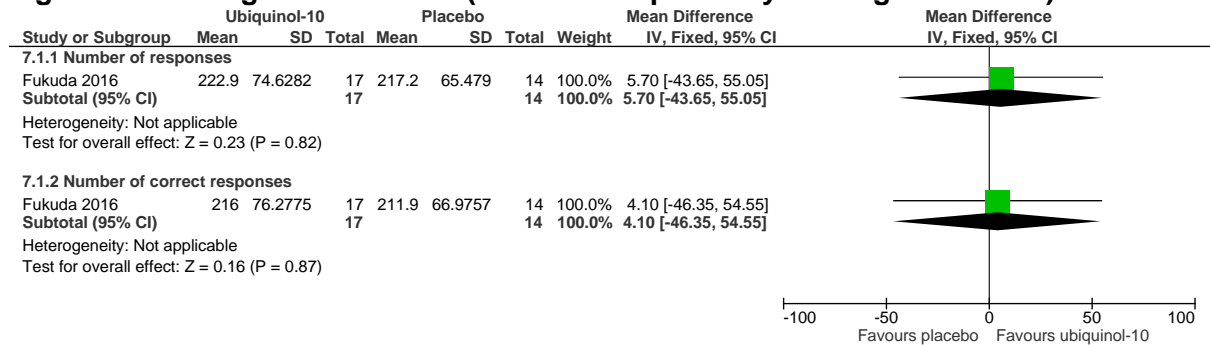 Ubiquinol-10 Placebo Mean Difference Mean Difference
Study or Subgroup Mean SD Total Mean SD Total Weight IV, Fixed, 95% CI IV, Fixed, 95% CI
7.1.1 Number of responses
Fukuda 2016 222.9 74.6282 17 217.2 65.479 14 100.0% 5.70 [-43.65, 55.05]
Subtotal (95% CI) 17 14 100.0% 5.70 [-43.65, 55.05]
Heterogeneity: Not applicable
Test for overall effect: Z = 0.23 (P = 0.82)
7.1.2 Number of correct responses
Fukuda 2016 216 76.2775 17 211.9 66.9757 14 100.0% 4.10 [-46.35, 54.55]
Subtotal (95% CI) 17 14 100.0% 4.10 [-46.35, 54.55]
Heterogeneity: Not applicable
Test for overall effect: Z = 0.16 (P = 0.87)
-100 -50 0 50 100
Favours placebo Favours ubiquinol-10